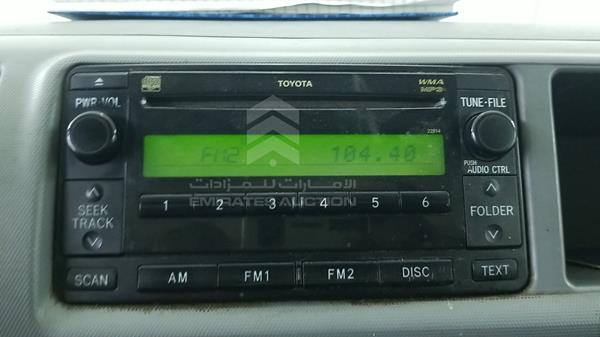 TOYOTA
WMA
MP3
PWR·VOL
TUNE·FILE
22814
FM2 104.40
PUSH
AUDIO CTRL
الإمارات للمزادات
EMIRATES AUCTION
1 2 3 4 5 6
SEEK
TRACK
FOLDER
SCAN
AM FM1 FM2 DISC
TEXT